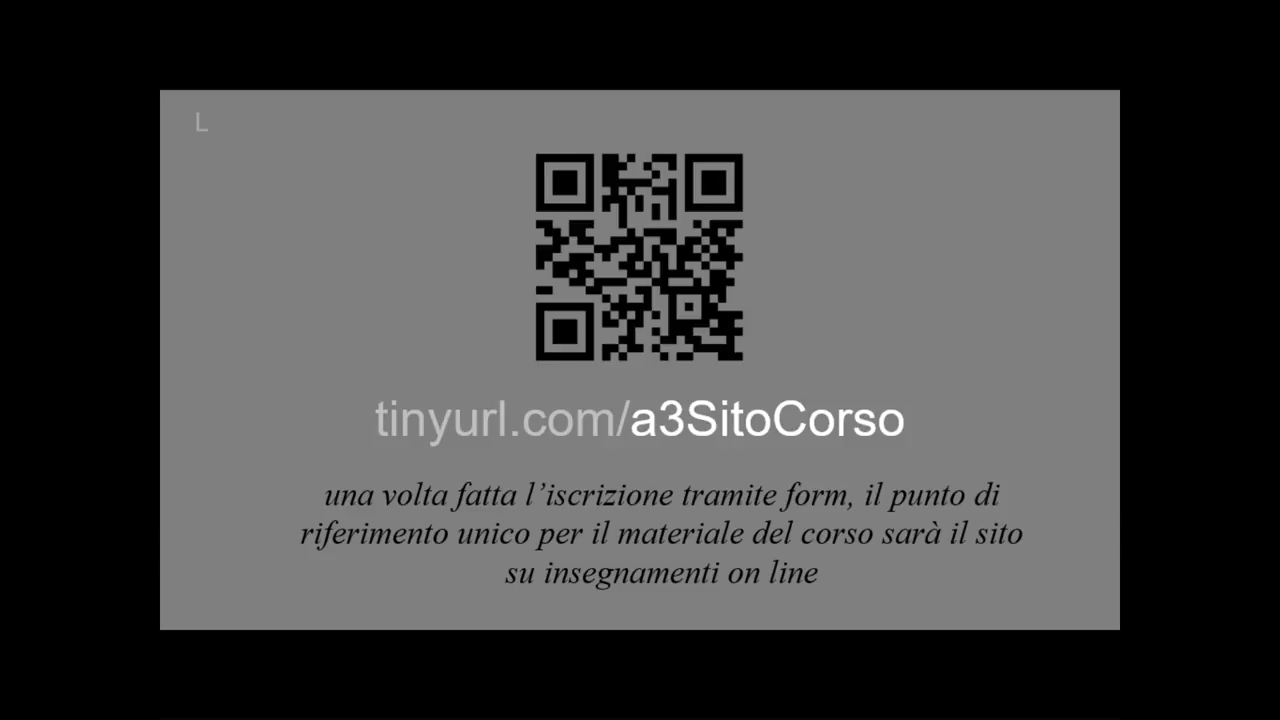 L
tinyurl.com/a3SitoCorso
una volta fatta l’iscrizione tramite form, il punto di
riferimento unico per il materiale del corso sarà il sito
su insegnamenti on line